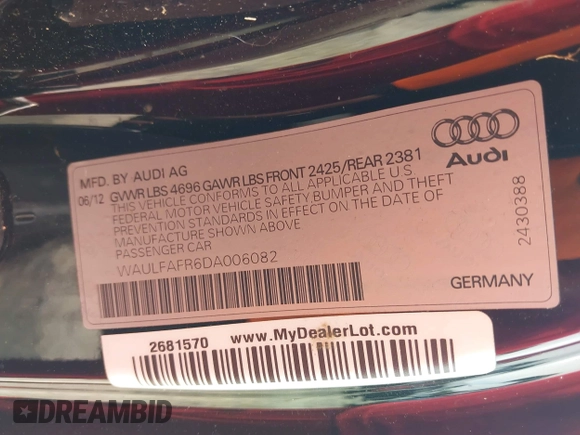 MFD. BY AUDI AG
06/12 GVWR LBS 4696 GAWR LBS FRONT 2425/REAR 2381
THIS VEHICLE CONFORMS TO ALL APPLICABLE U.S
FEDERAL MOTOR VEHICLE SAFETY, BUMPER AND THEFT
PREVENTION STANDARDS IN EFFECT ON THE DATE OF
MANUFACTURE SHOWN ABOVE
PASSENGER CAR
WAULFAFR6DA006082
Audi
2430388
GERMANY
2681570 www.MyDealerLot.com
DREAMBID